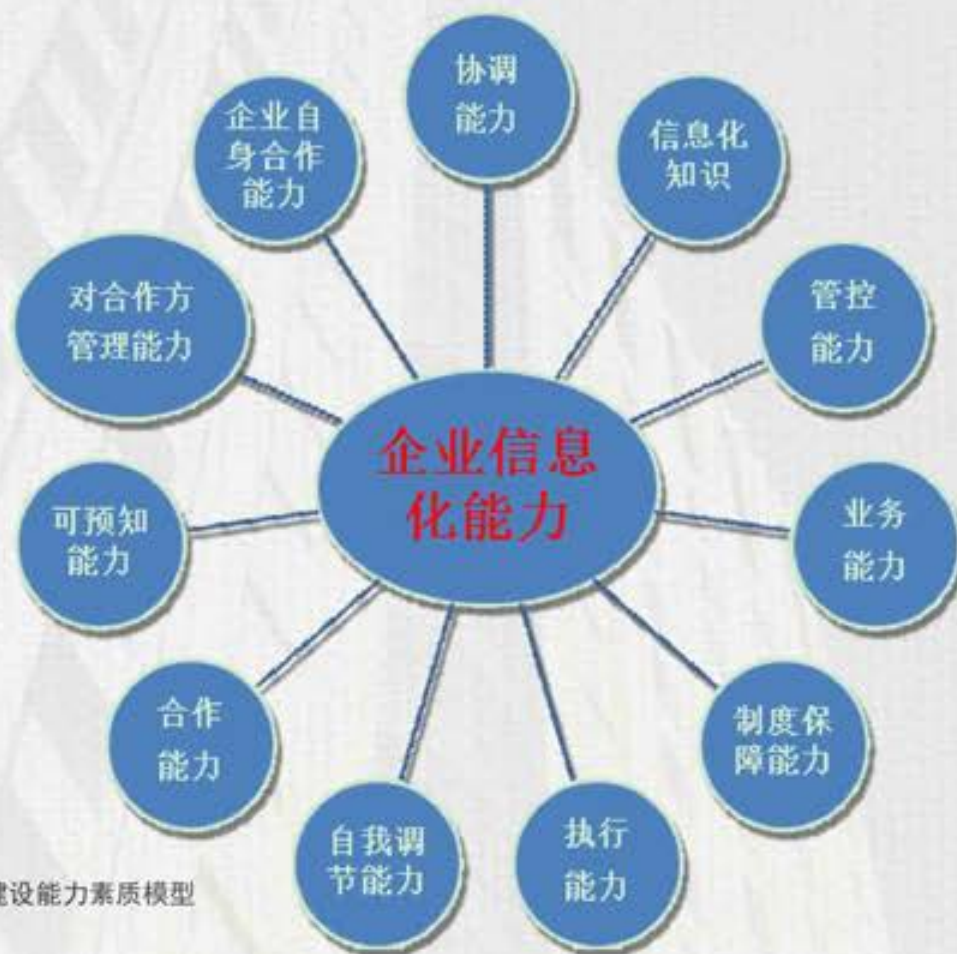 协调
能力
信息化
知识
管控
能力
业务
能力
制度保
障能力
执行
能力
自我调
节能力
合作
能力
可预知
能力
对合作方
管理能力
企业自
身合作
能力
企业信息
化能力
建设能力素质模型